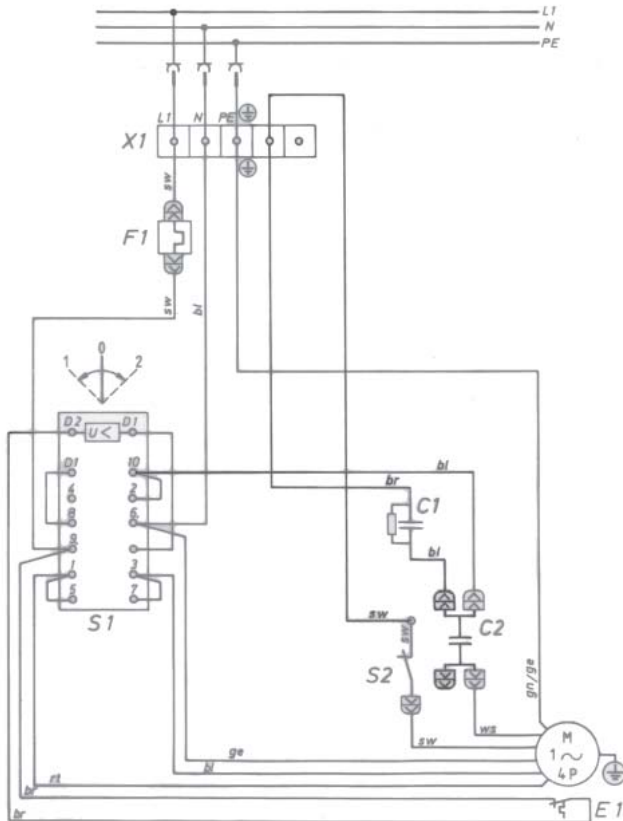 L1
N
PE
L1 N PE
X1
sw
F1
sw
bl
1 0 2
D2 U< D1
D1 10
4 2
8 6
9
1 3
5 7
S1
bl
br
C1
bl
sw
sw
C2
S2
gn/ge
ws
sw
ge
bl
rt
br
br
M
1~
4P
E1